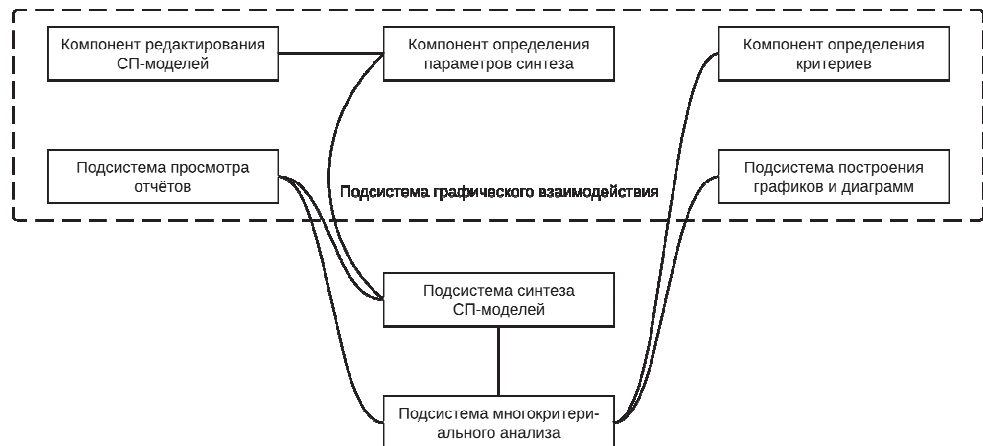 Компонент редактирования
СП-моделей
Компонент определения
параметров синтеза
Компонент определения
критериев
Подсистема просмотра
отчётов
Подсистема графического взаимодействия
Подсистема построения
графиков и диаграмм
Подсистема синтеза
СП-моделей
Подсистема многокритери-
ального анализа